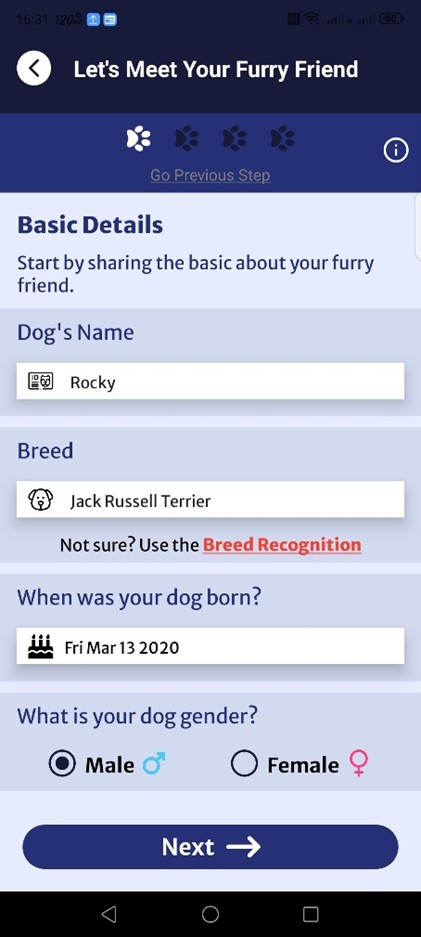 16:31
Let's Meet Your Furry Friend
Go Previous Step
Basic Details
Start by sharing the basic about your furry
friend.
Dog's Name
Rocky
Breed
Jack Russell Terrier
Not sure? Use the Breed Recognition
When was your dog born?
Fri Mar 13 2020
What is your dog gender?
Male
Female
Next